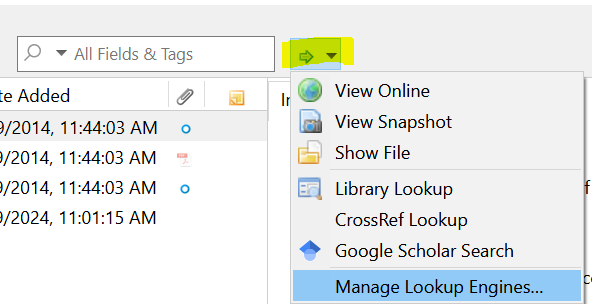 All Fields & Tags
te Added
In
9/2014, 11:44:03 AM
9/2014, 11:44:03 AM
9/2014, 11:44:03 AM
9/2024, 11:01:15 AM
View Online
View Snapshot
Show File
Library Lookup
CrossRef Lookup
Google Scholar Search
Manage Lookup Engines...